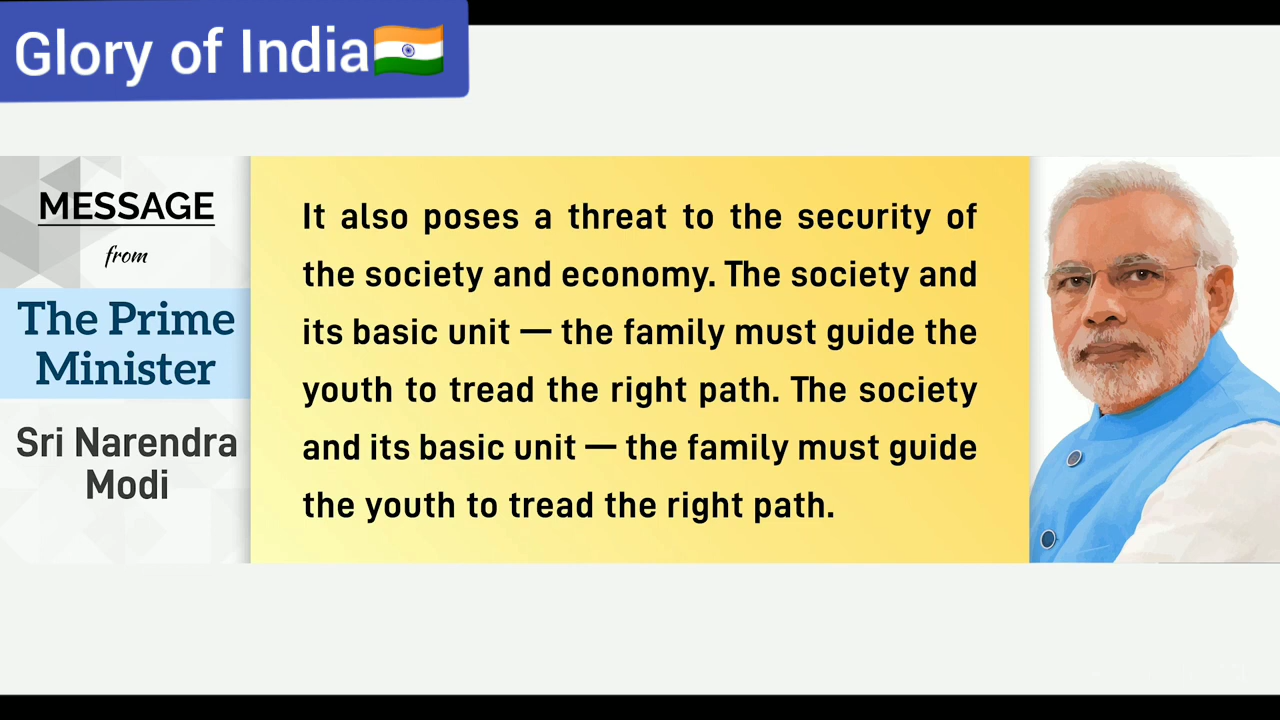 Glory of India🇮🇳
MESSAGE
from
The Prime
Minister
Sri Narendra
Modi
It also poses a threat to the security of
the society and economy. The society and
its basic unit — the family must guide the
youth to tread the right path. The society
and its basic unit — the family must guide
the youth to tread the right path.